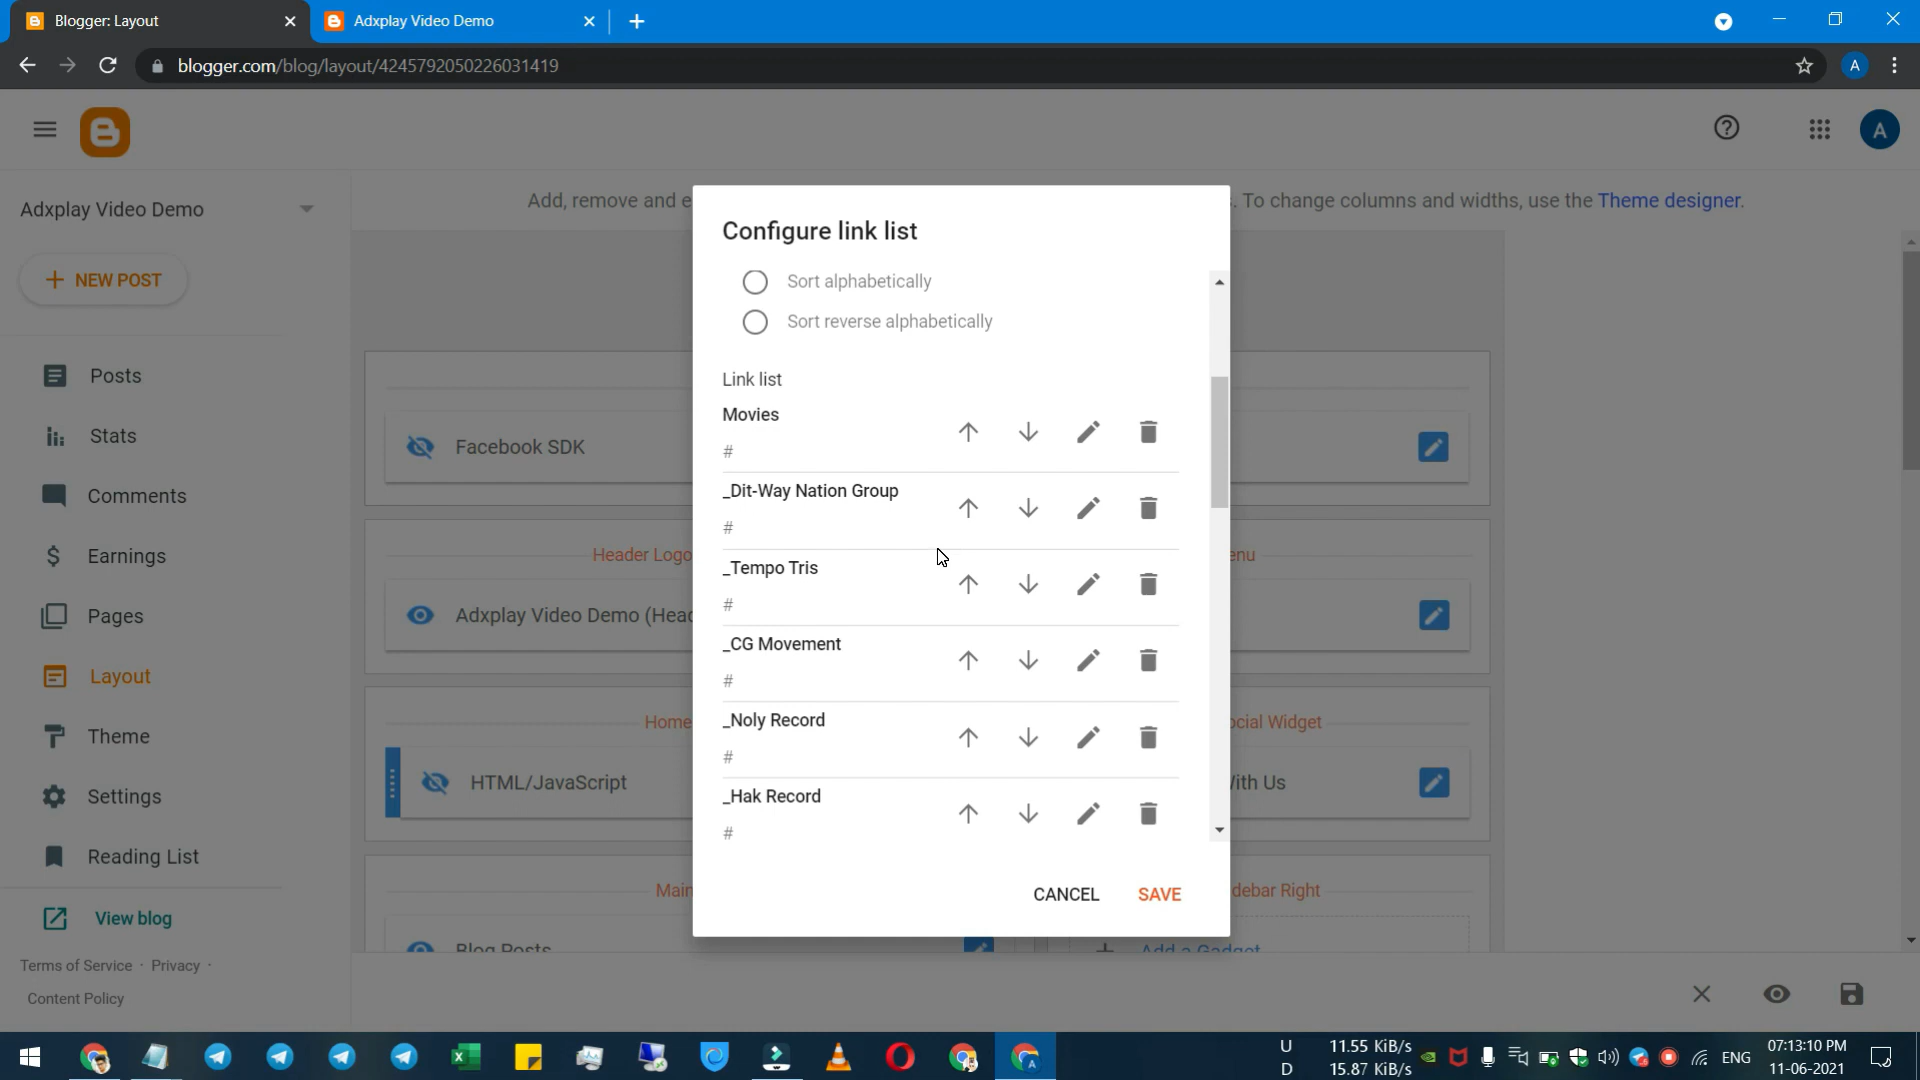 Blogger: Layout
Adxplay Video Demo
blogger.com/blog/layout/4245792050226031419
A
A
Adxplay Video Demo
Add, remove and e
. To change columns and widths, use the Theme designer.
NEW POST
Posts
Stats
Comments
Earnings
Pages
Layout
Theme
Settings
Reading List
View blog
Terms of Service · Privacy ·
Content Policy
Facebook SDK
Header Logo
enu
Adxplay Video Demo (Head
Home
ocial Widget
HTML/JavaScript
With Us
Main
debar Right
Blog Posts
Add a Gadget
Configure link list
Sort alphabetically
Sort reverse alphabetically
Link list
Movies
#
_Dit-Way Nation Group
#
_Tempo Tris
#
_CG Movement
#
_Noly Record
#
_Hak Record
#
CANCEL
SAVE
U 11.55 KiB/s
D 15.87 KiB/s
ENG
07:13:10 PM
11-06-2021